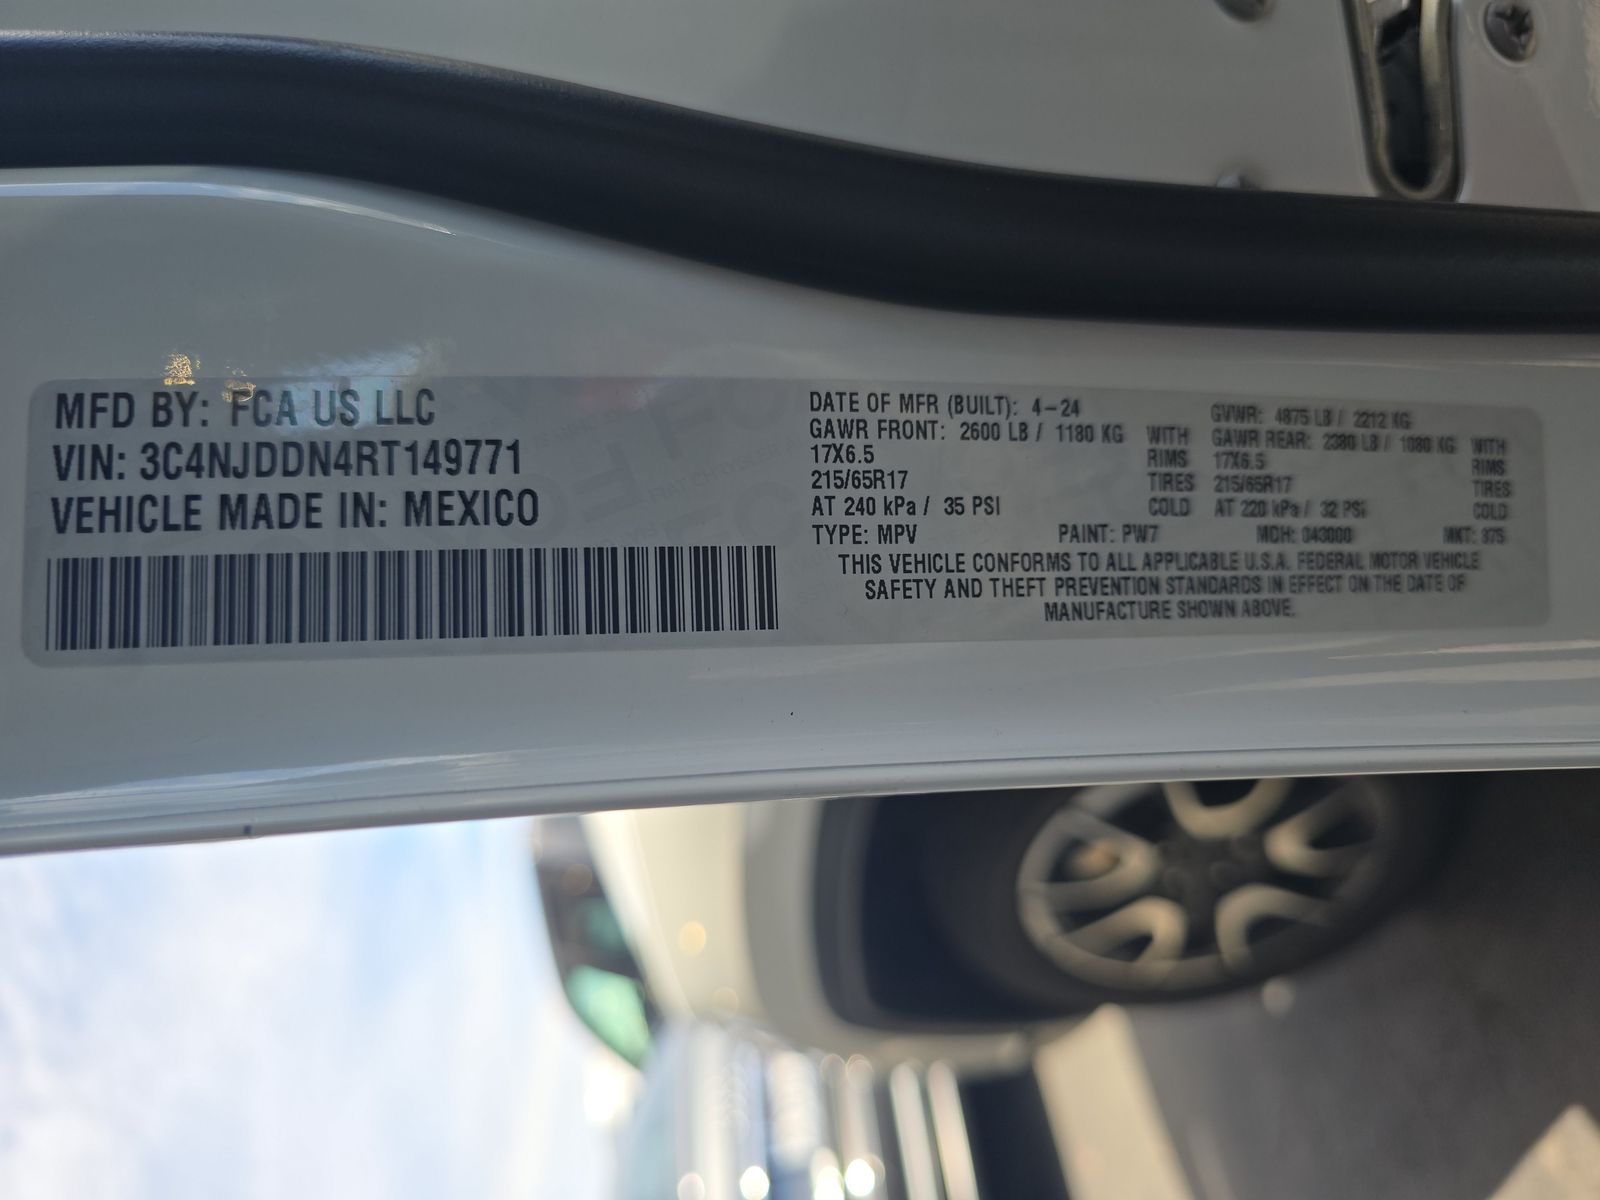 MFD BY: FCA US LLC
VIN: 3C4NJDDN4RT149771
VEHICLE MADE IN: MEXICO
DATE OF MFR (BUILT): 4-24 GVWR: 4875 LB / 2212 KG
GAWR FRONT: 2600 LB / 1180 KG WITH GAWR REAR: 2380 LB / 1080 KG WITH
17X6.5 RIMS 17X6.5 RIMS
215/65R17 TIRES 215/65R17 TIRES
AT 240 kPa / 35 PSI COLD AT 220 kPa / 32 PSI COLD
TYPE: MPV PAINT: PW7 MDH: 043000 MKT: 375
THIS VEHICLE CONFORMS TO ALL APPLICABLE U.S.A. FEDERAL MOTOR VEHICLE
SAFETY AND THEFT PREVENTION STANDARDS IN EFFECT ON THE DATE OF
MANUFACTURE SHOWN ABOVE.